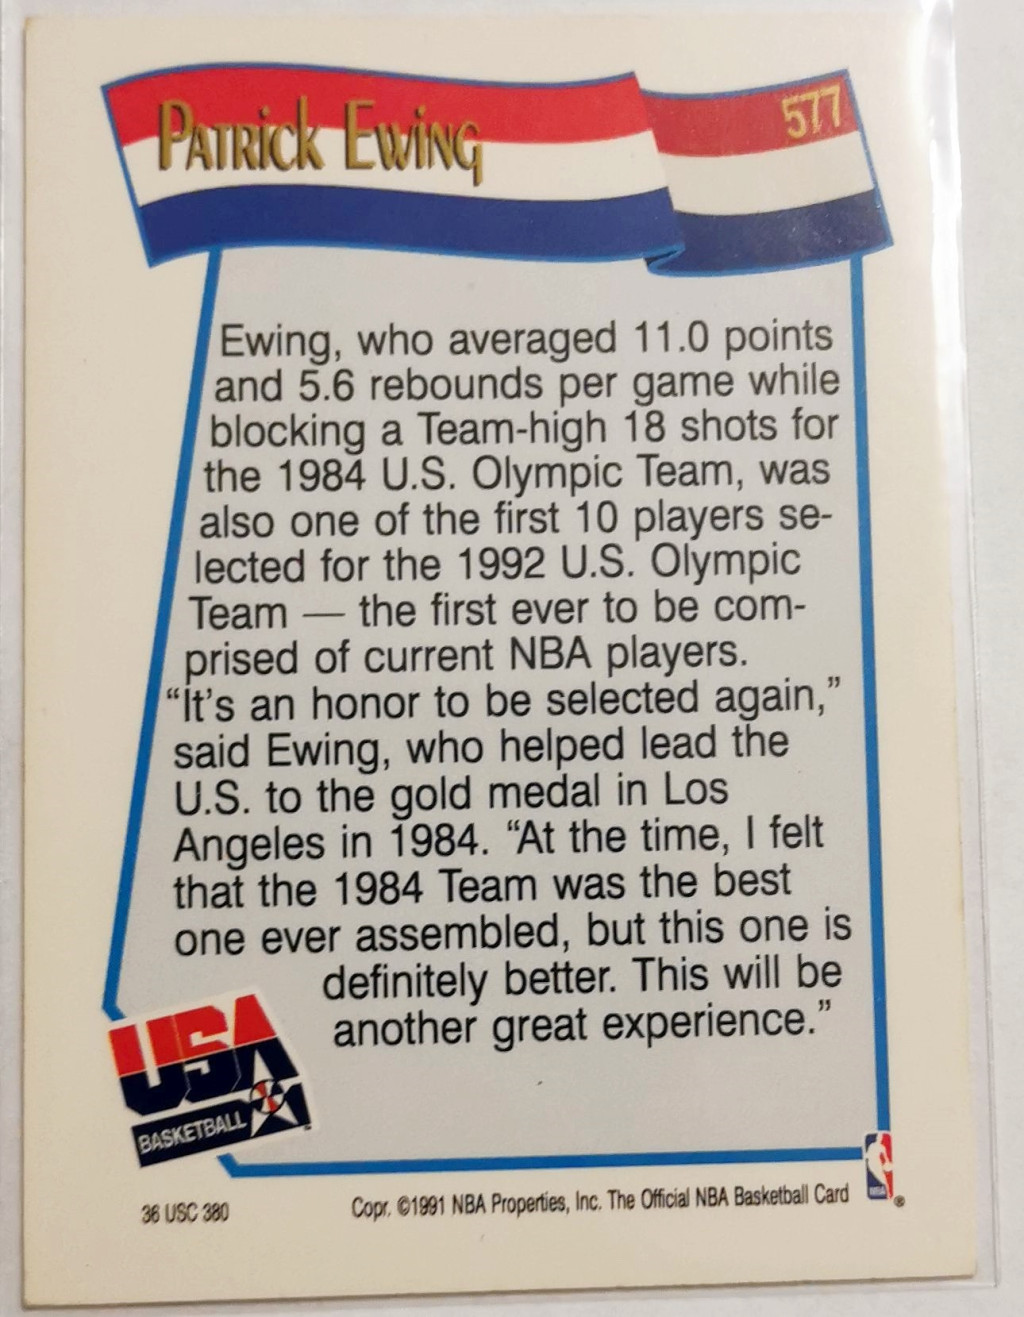 Patrick Ewing
577
Ewing, who averaged 11.0 points
and 5.6 rebounds per game while
blocking a Team-high 18 shots for
the 1984 U.S. Olympic Team, was
also one of the first 10 players se-
lected for the 1992 U.S. Olympic
Team — the first ever to be com-
prised of current NBA players.
“It’s an honor to be selected again,”
said Ewing, who helped lead the
U.S. to the gold medal in Los
Angeles in 1984. “At the time, I felt
that the 1984 Team was the best
one ever assembled, but this one is
definitely better. This will be
another great experience.”
USA
BASKETBALL
NBA
®
36 USC 380
Copr. ©1991 NBA Properties, Inc. The Official NBA Basketball Card